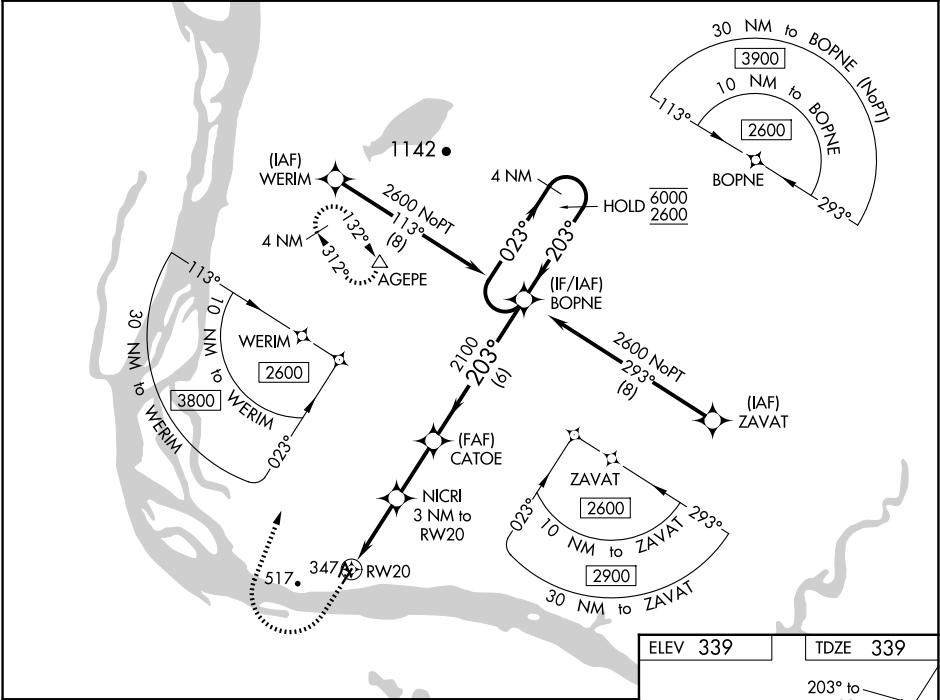 30 NM to BOPNE (NoPT)
3900
10 NM to BOPNE
113°
2600
BOPNE
293°
1142
(IAF)
WERIM
4 NM
HOLD
6000
2600
2600 NoPT
113°
(8)
023°
203°
132°
4 NM
312°
AGEPE
(IF/IAF)
BOPNE
113°
10 NM to WERIM
30 NM to WERIM
WERIM
2600
3800
023°
2100
203°
(6)
2600 NoPT
293°
(8)
(IAF)
ZAVAT
(FAF)
CATOE
ZAVAT
2600
023°
293°
10 NM to ZAVAT
2900
30 NM to ZAVAT
NICRI
3 NM to
RW20
517
347
RW20
ELEV 339
TDZE 339
203° to